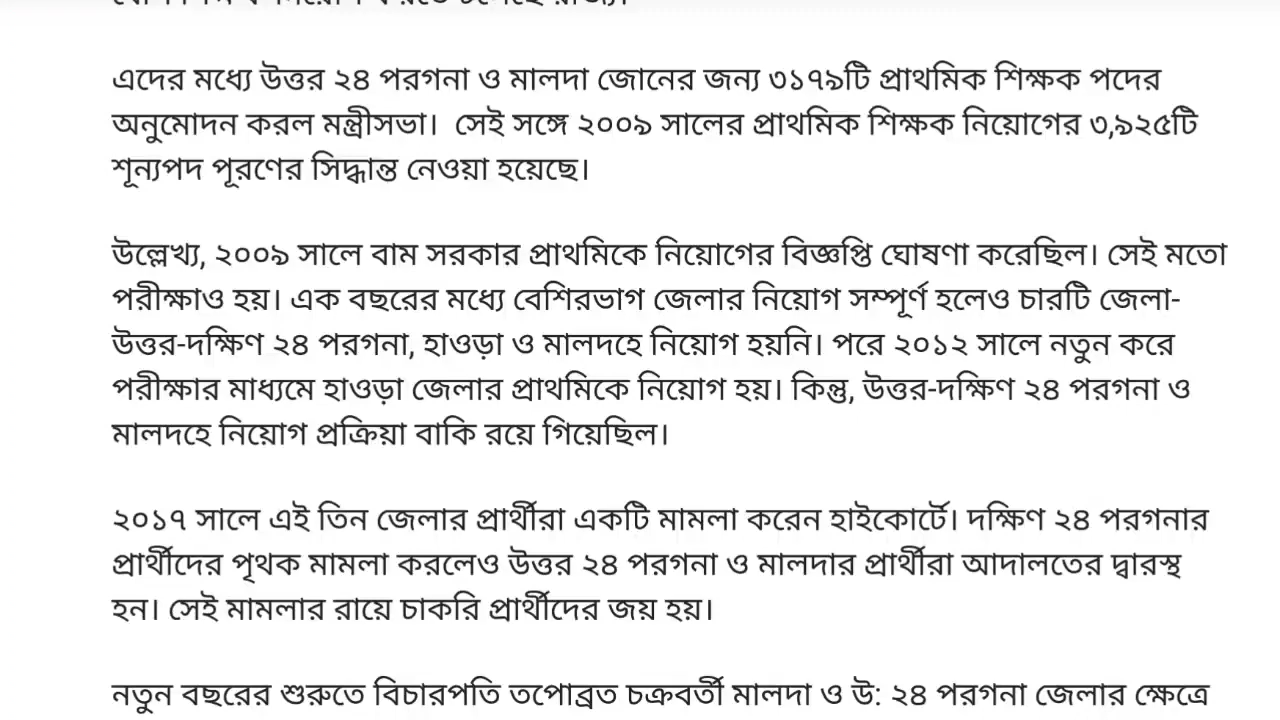 এদের মধ্যে উত্তর ২৪ পরগনা ও মালদা জোনের জন্য ৩১৭৯টি প্রাথমিক শিক্ষক পদের
অনুমোদন করল মন্ত্রীসভা। সেই সঙ্গে ২০০৯ সালের প্রাথমিক শিক্ষক নিয়োগের ৩,৯২৫টি
শূন্যপদ পূরণের সিদ্ধান্ত নেওয়া হয়েছে।
উল্লেখ্য, ২০০৯ সালে বাম সরকার প্রাথমিকে নিয়োগের বিজ্ঞপ্তি ঘোষণা করেছিল। সেই মতো
পরীক্ষাও হয়। এক বছরের মধ্যে বেশিরভাগ জেলার নিয়োগ সম্পূর্ণ হলেও চারটি জেলা-
উত্তর-দক্ষিণ ২৪ পরগনা, হাওড়া ও মালদহে নিয়োগ হয়নি। পরে ২০১২ সালে নতুন করে
পরীক্ষার মাধ্যমে হাওড়া জেলার প্রাথমিকে নিয়োগ হয়। কিন্তু, উত্তর-দক্ষিণ ২৪ পরগনা ও
মালদহে নিয়োগ প্রক্রিয়া বাকি রয়ে গিয়েছিল।
২০১৭ সালে এই তিন জেলার প্রার্থীরা একটি মামলা করেন হাইকোর্টে। দক্ষিণ ২৪ পরগনার
প্রার্থীদের পৃথক মামলা করলেও উত্তর ২৪ পরগনা ও মালদার প্রার্থীরা আদালতের দ্বারস্থ
হন। সেই মামলার রায়ে চাকরি প্রার্থীদের জয় হয়।
নতুন বছরের শুরুতে বিচারপতি তপোব্রত চক্রবর্তী মালদা ও উ: ২৪ পরগনা জেলার ক্ষেত্রে